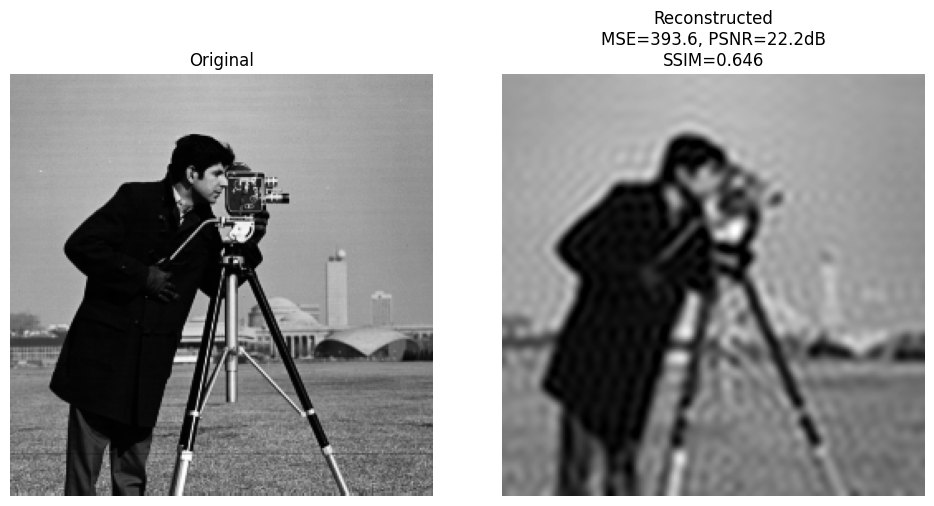 Original
Reconstructed
MSE=393.6, PSNR=22.2dB
SSIM=0.646